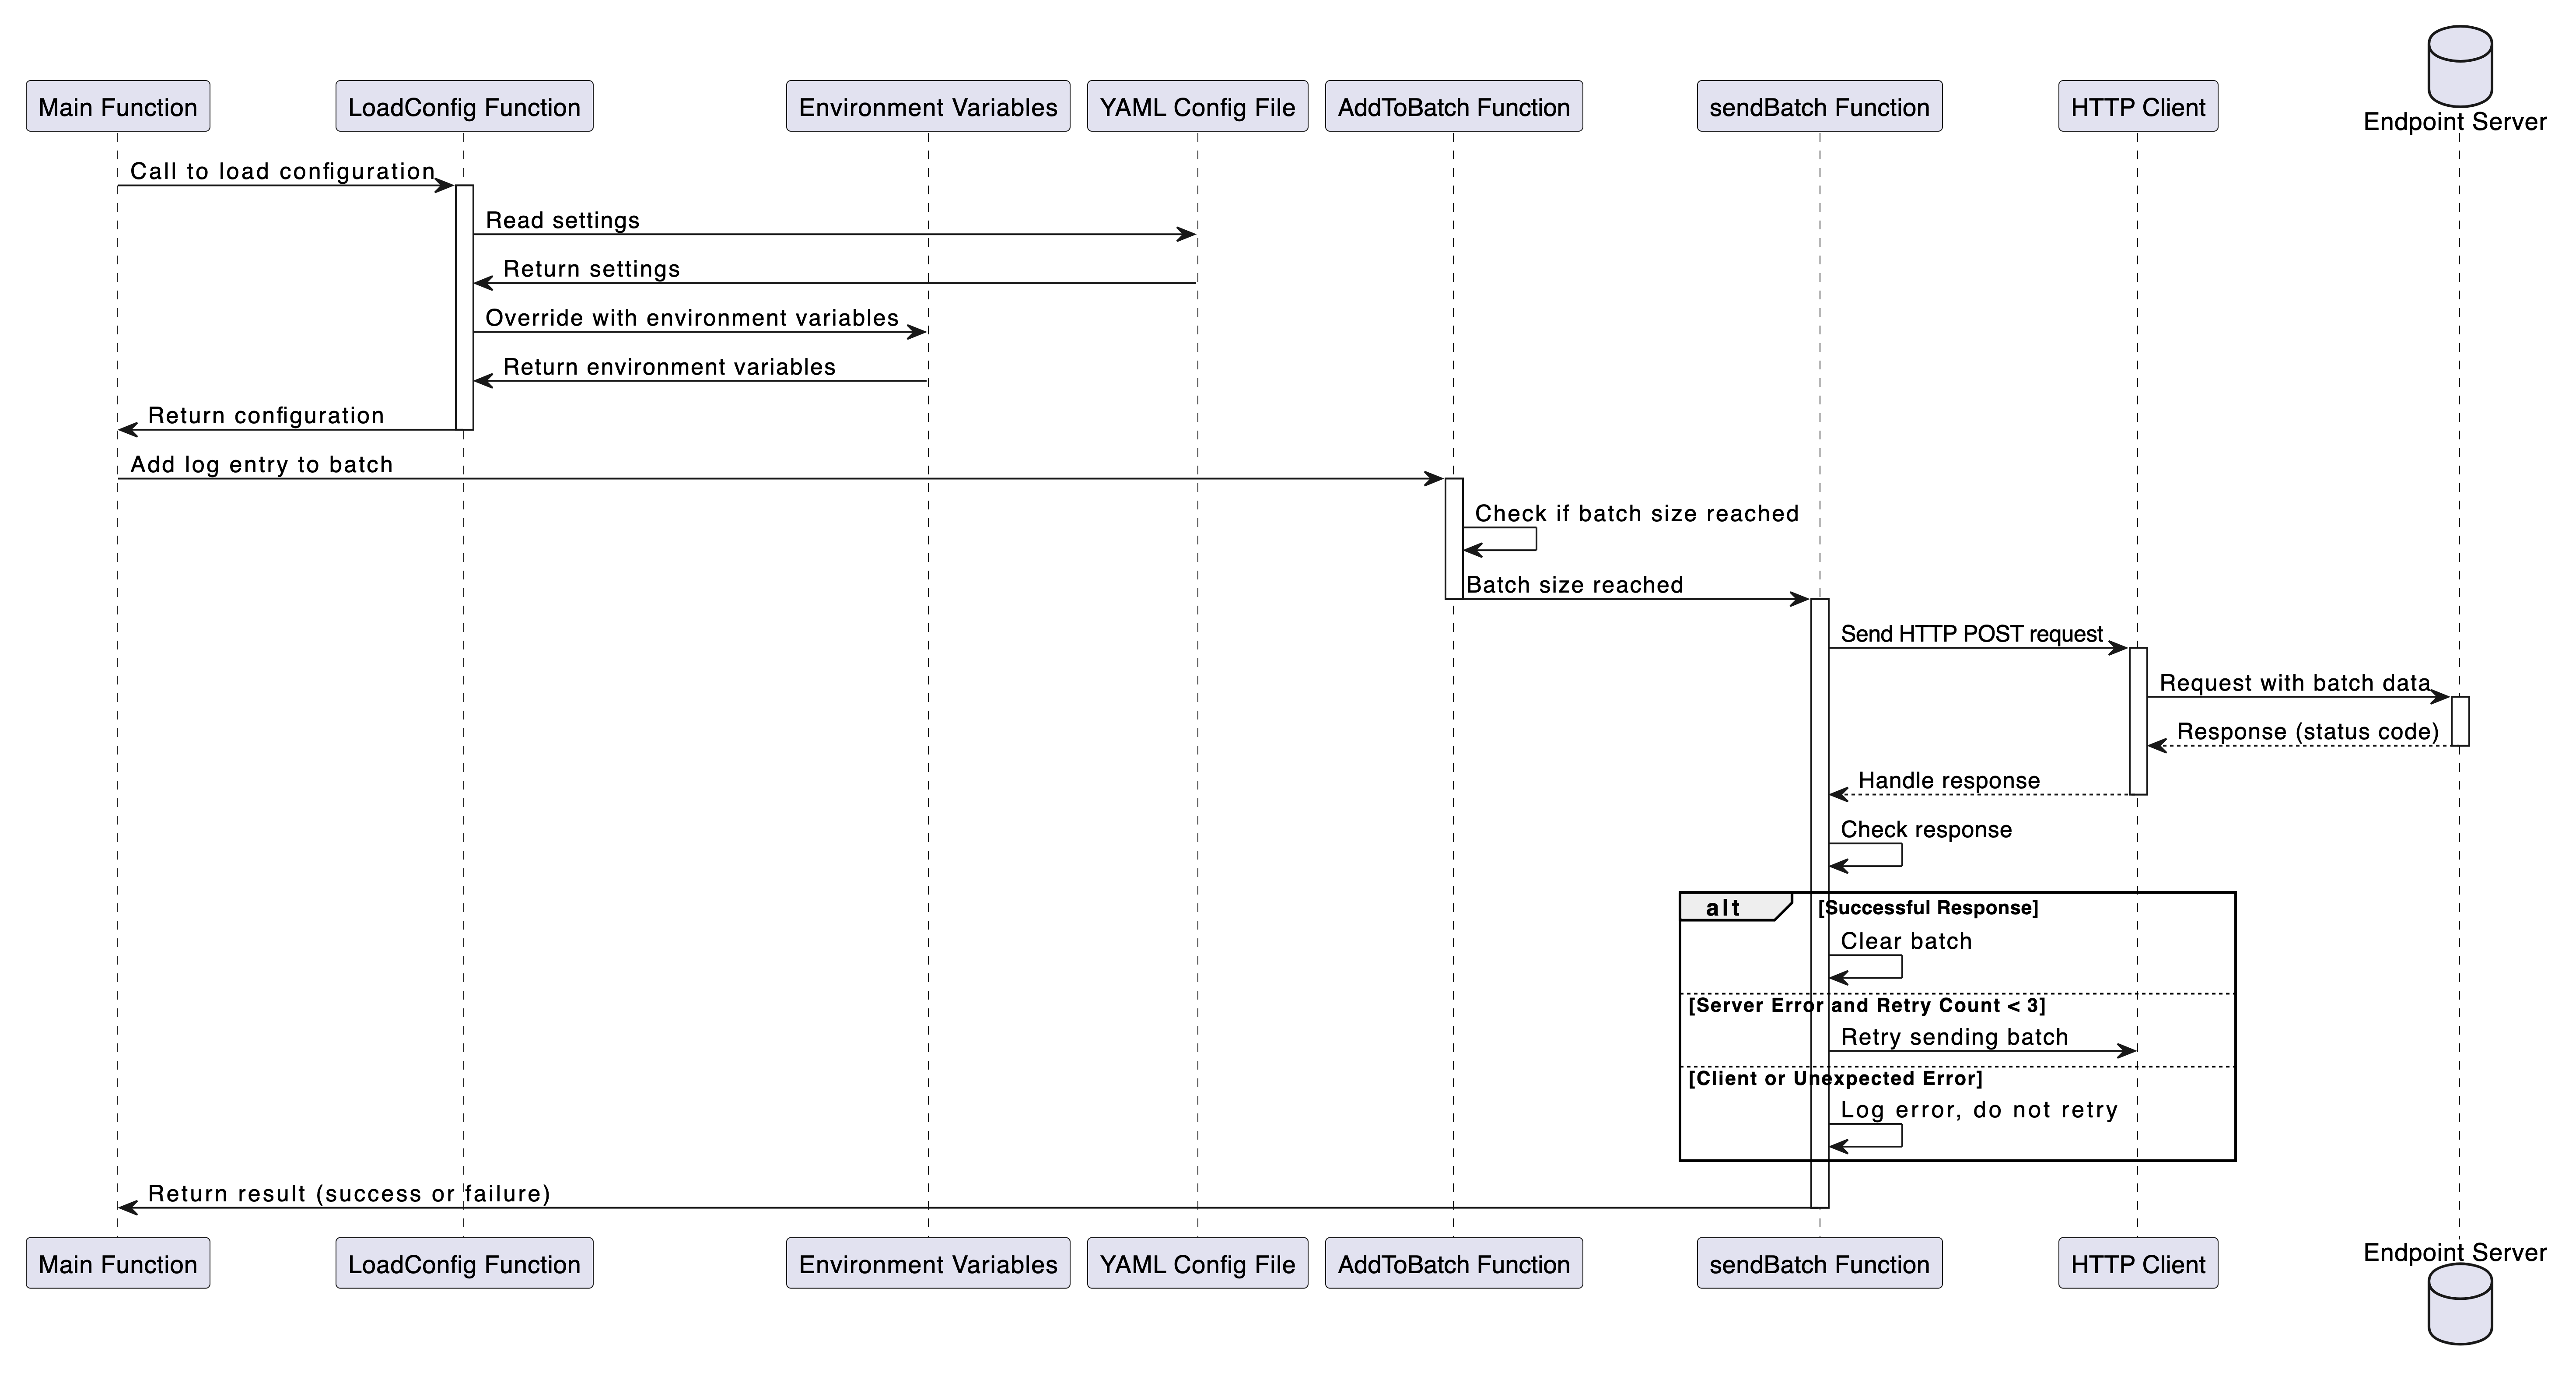 Main Function
LoadConfig Function
Environment Variables
YAML Config File
AddToBatch Function
sendBatch Function
HTTP Client
Endpoint Server
Call to load configuration
Read settings
Return settings
Override with environment variables
Return environment variables
Return configuration
Add log entry to batch
Check if batch size reached
Batch size reached
Send HTTP POST request
Request with batch data
Response (status code)
Handle response
Check response
alt
[Successful Response]
Clear batch
[Server Error and Retry Count < 3]
Retry sending batch
[Client or Unexpected Error]
Log error, do not retry
Return result (success or failure)
Main Function
LoadConfig Function
Environment Variables
YAML Config File
AddToBatch Function
sendBatch Function
HTTP Client
Endpoint Server